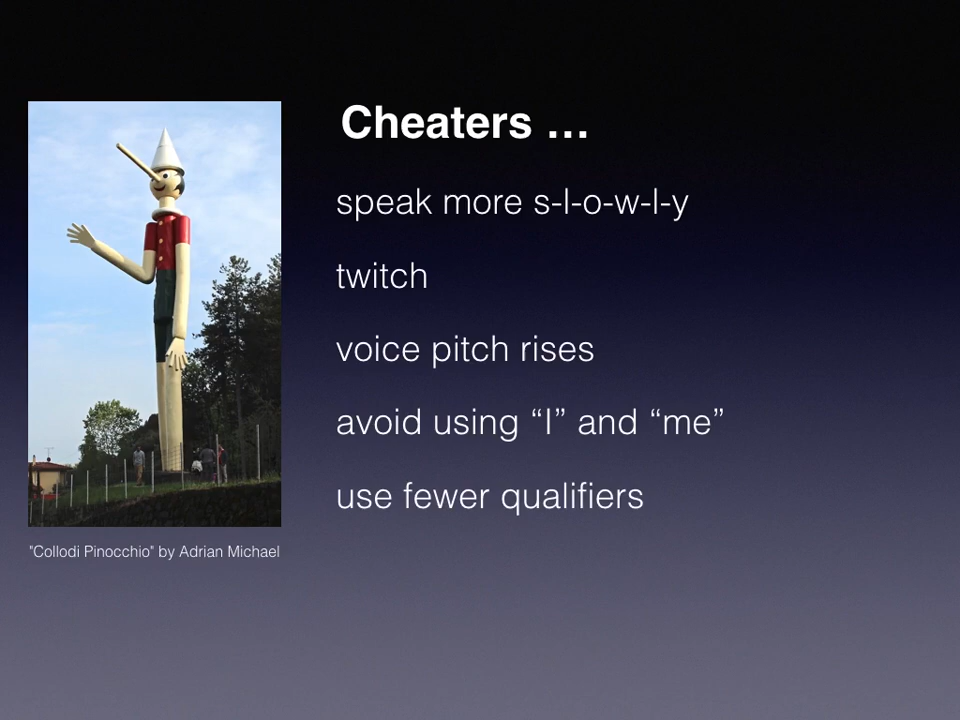 Cheaters …
speak more s-l-o-w-l-y
twitch
voice pitch rises
avoid using “I” and “me”
use fewer qualifiers
"Collodi Pinocchio" by Adrian Michael